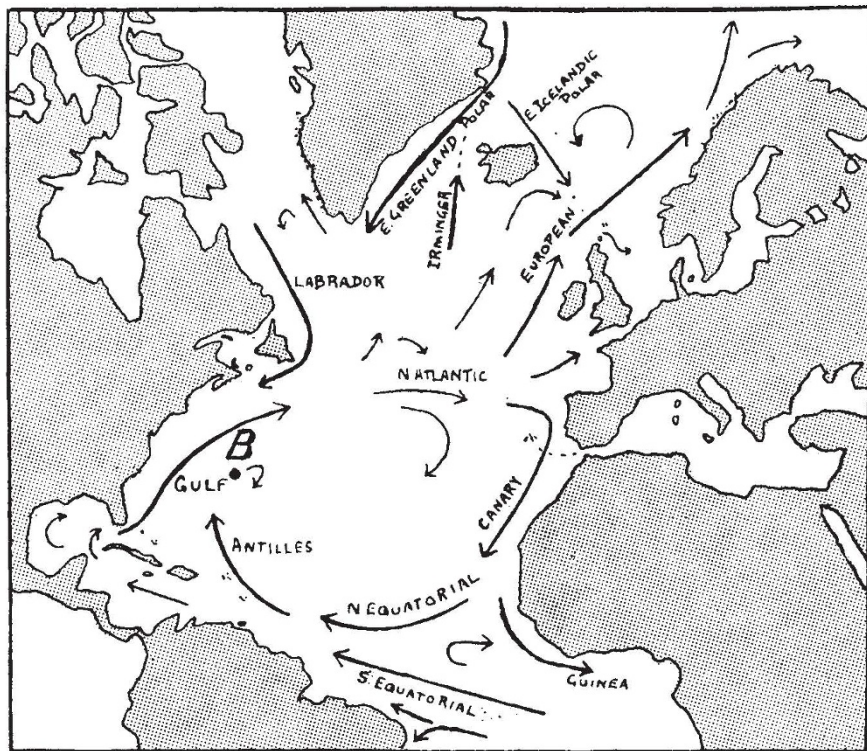 E. ICELANDIC
POLAR
E. GREENLAND POLAR
IRMINGER
EUROPEAN
LABRADOR
N ATLANTIC
B
GULF
CANARY
ANTILLES
N EQUATORIAL
S. EQUATORIAL
GUINEA